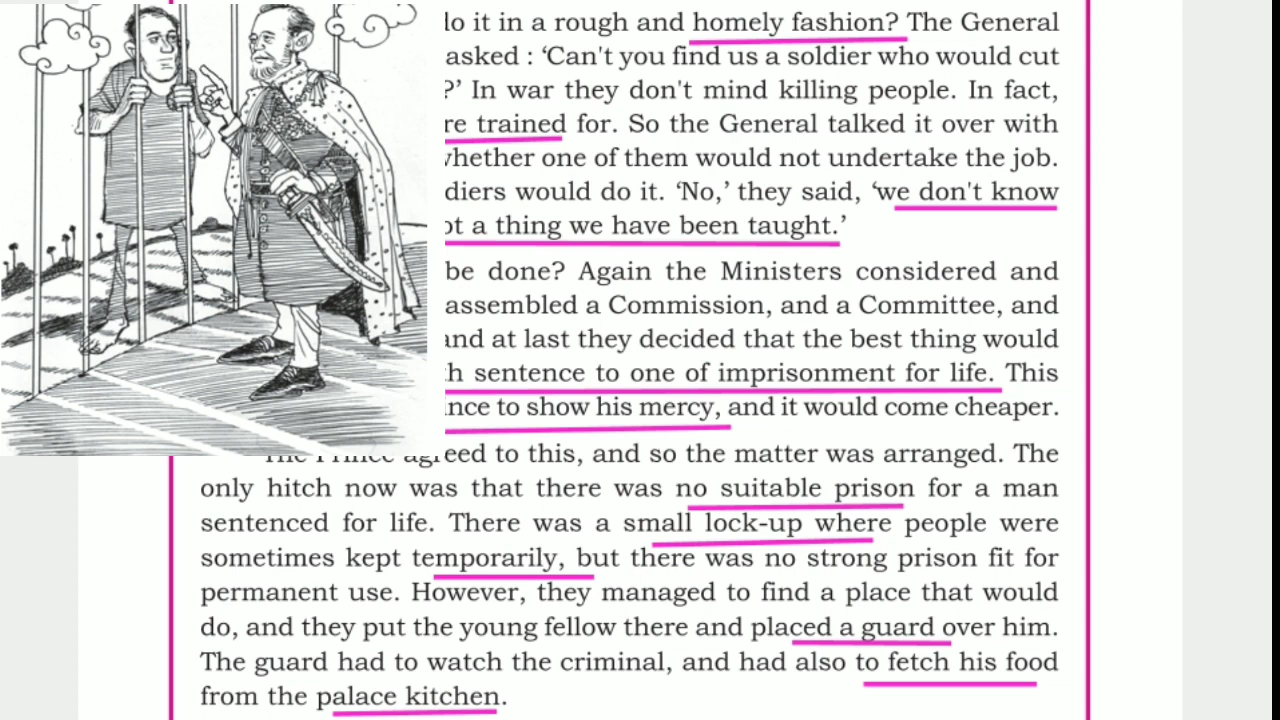 do it in a rough and homely fashion? The General
asked : ‘Can't you find us a soldier who would cut
?’ In war they don't mind killing people. In fact,
re trained for. So the General talked it over with
whether one of them would not undertake the job.
diers would do it. ‘No,’ they said, ‘we don't know
ot a thing we have been taught.’
be done? Again the Ministers considered and
assembled a Commission, and a Committee, and
and at last they decided that the best thing would
h sentence to one of imprisonment for life. This
nce to show his mercy, and it would come cheaper.
The Prince agreed to this, and so the matter was arranged. The
only hitch now was that there was no suitable prison for a man
sentenced for life. There was a small lock-up where people were
sometimes kept temporarily, but there was no strong prison fit for
permanent use. However, they managed to find a place that would
do, and they put the young fellow there and placed a guard over him.
The guard had to watch the criminal, and had also to fetch his food
from the palace kitchen.